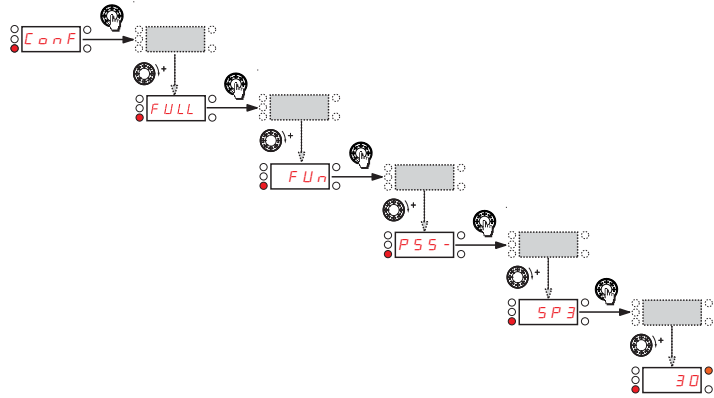 ConF
+
FULL
+
FUn
+
PSS-
+
SP3
+
30